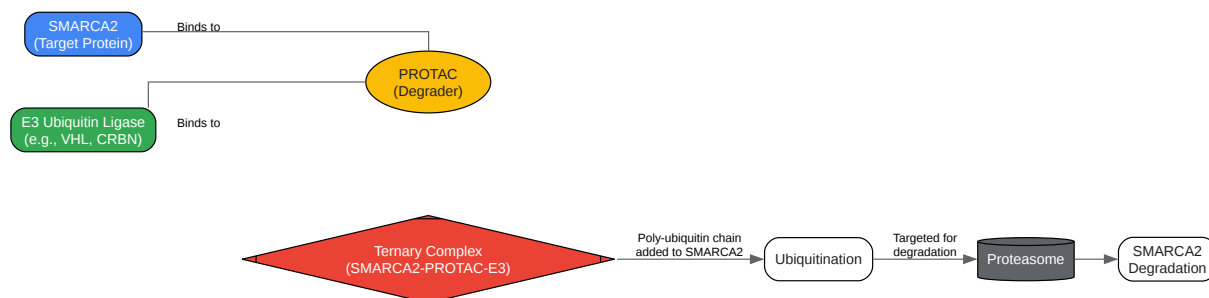 SMARCA2
(Target Protein)
Binds to
PROTAC
(Degrader)
E3 Ubiquitin Ligase
(e.g., VHL, CRBN)
Binds to
Ternary Complex
(SMARCA2-PROTAC-E3)
Poly-ubiquitin chain
added to SMARCA2
Ubiquitination
Targeted for
degradation
Proteasome
SMARCA2
Degradation